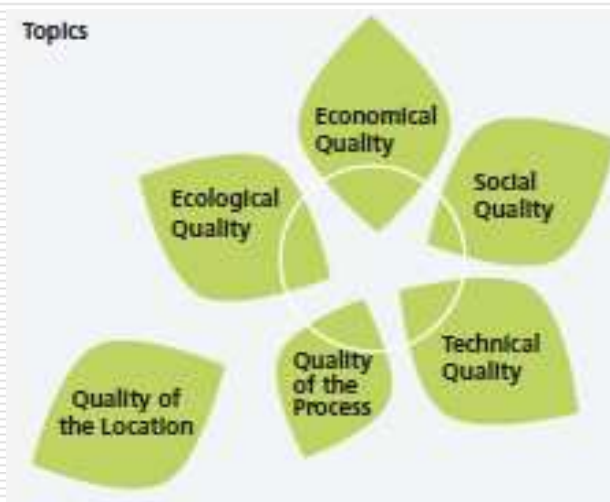 Topics
Economical
Quality
Social
Quality
Ecological
Quality
Technical
Quality
Quality
of the
Process
Quality of
the Location